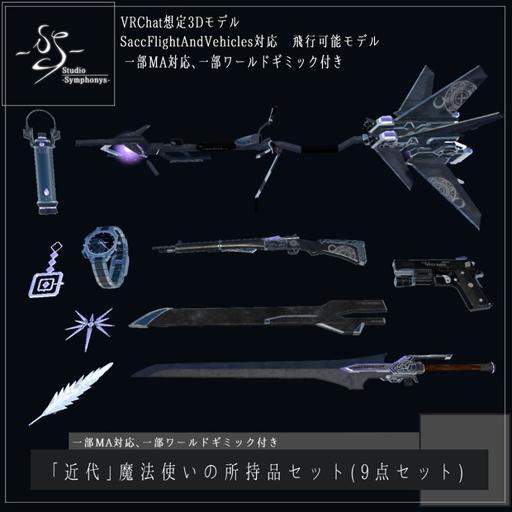 VRChat想定3Dモデル
SaccFlightAndVehicles対応　飛行可能モデル
一部MA対応、一部ワールドギミック付き
Studio
-Symphonys-
一部MA対応、一部ワールドギミック付き
「近代」魔法使いの所持品セット(9点セット)